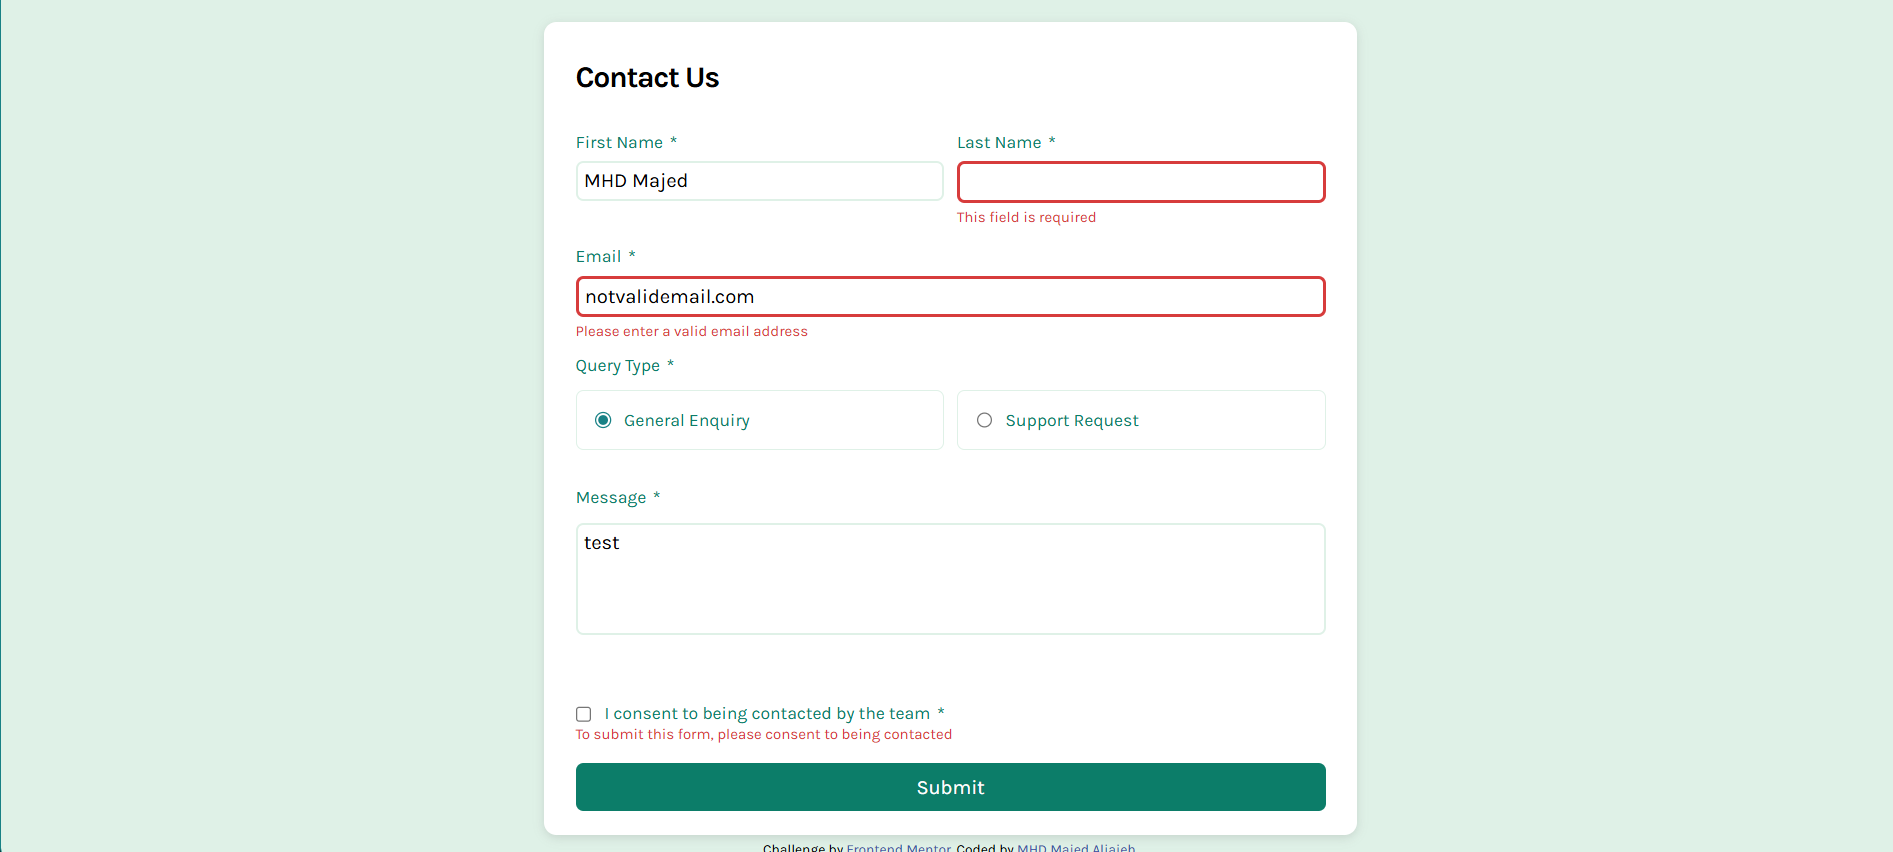 Contact Us
First Name *
Last Name *
MHD Majed
This field is required
Email *
notvalidemail.com
Please enter a valid email address
Query Type *
General Enquiry
Support Request
Message *
test
I consent to being contacted by the team *
To submit this form, please consent to being contacted
Submit
Challenge by Frontend Mentor. Coded by MHD Majed Aljajeh